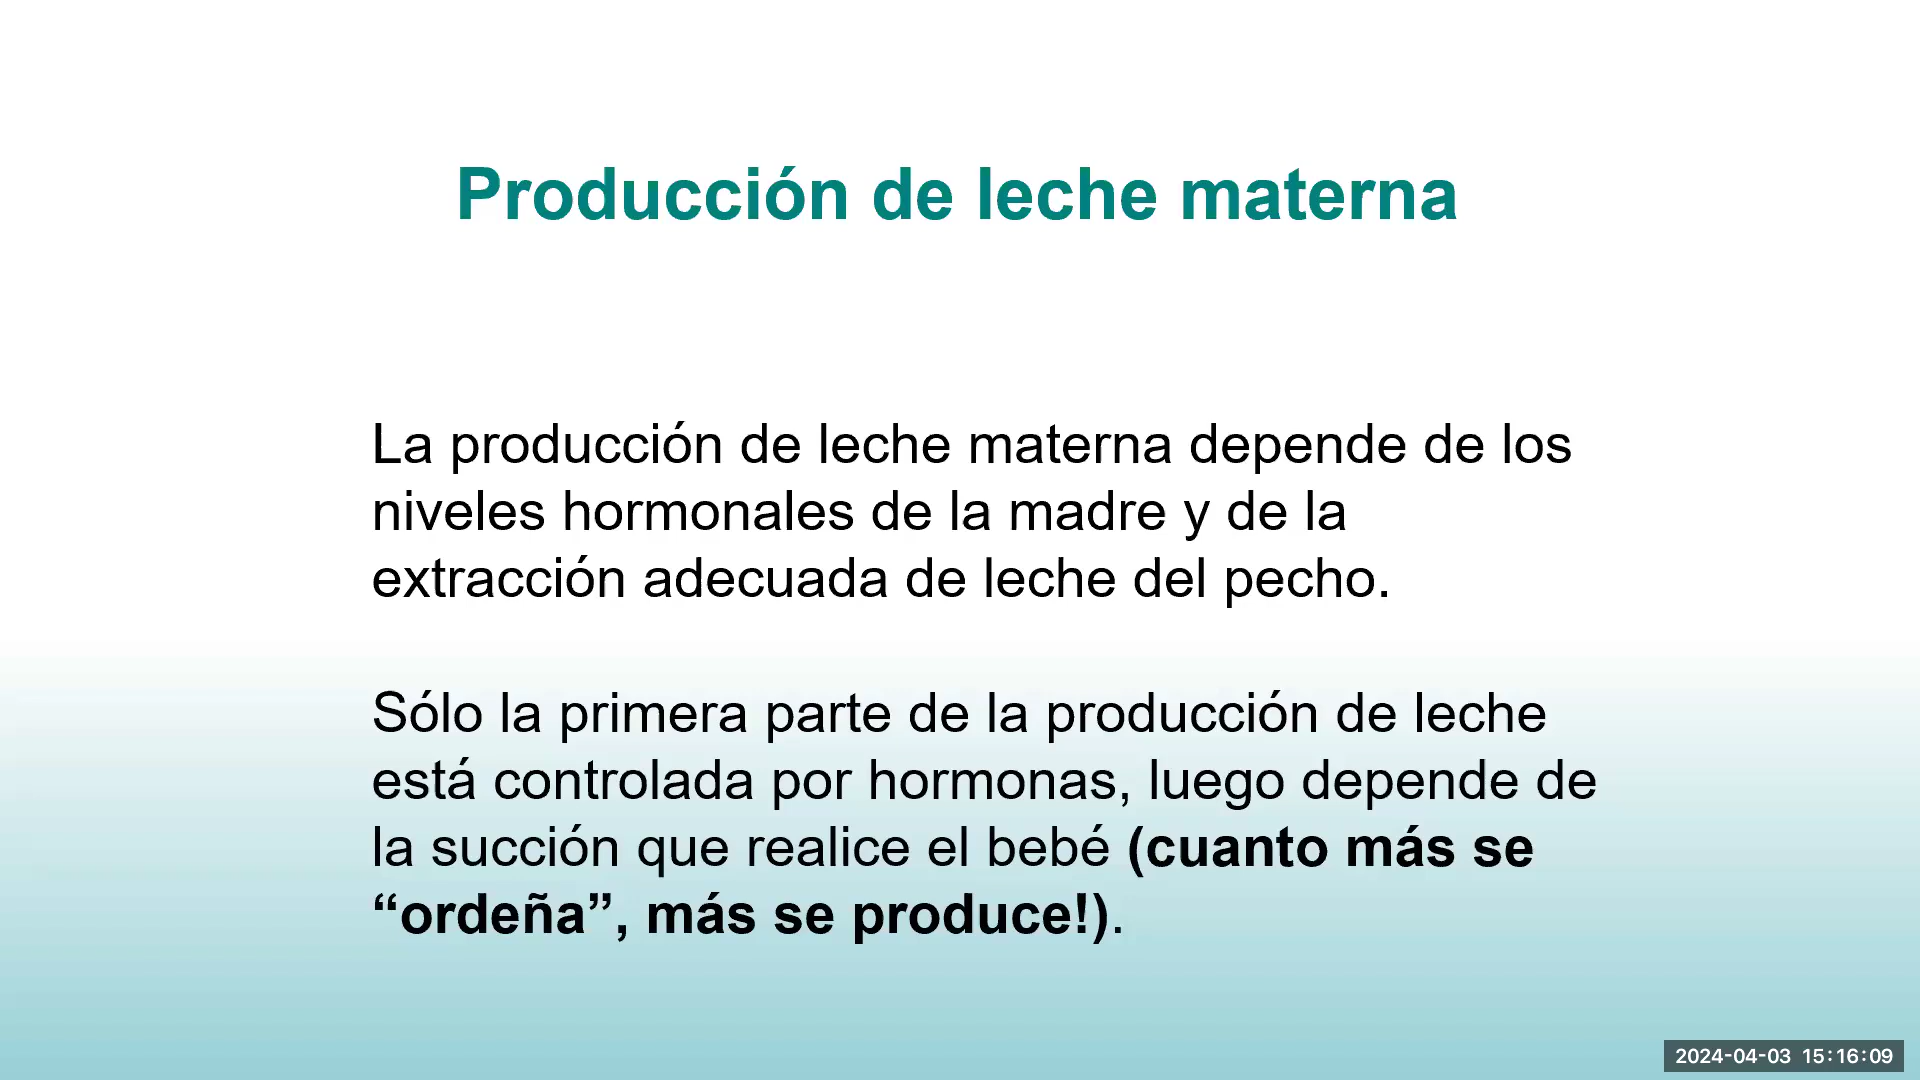 Producción de leche materna
La producción de leche materna depende de los
niveles hormonales de la madre y de la
extracción adecuada de leche del pecho.
Sólo la primera parte de la producción de leche
está controlada por hormonas, luego depende de
la succión que realice el bebé (cuanto más se
“ordeña”, más se produce!).
2024-04-03 15:16:09